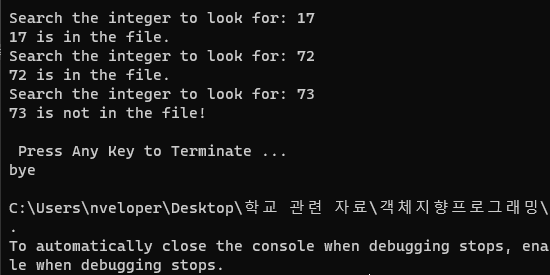 Search the integer to look for: 17
17 is in the file.
Search the integer to look for: 72
72 is in the file.
Search the integer to look for: 73
73 is not in the file!
Press Any Key to Terminate ...
bye
C:\Users\nveloper\Desktop\학교 관련 자료\객체지향프로그래밍\
.
To automatically close the console when debugging stops, ena
le when debugging stops.